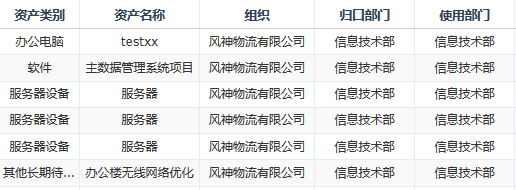 资产类别 资产名称 组织 归口部门 使用部门
办公电脑 testxx 风神物流有限公司 信息技术部 信息技术部
软件 主数据管理系统项目 风神物流有限公司 信息技术部 信息技术部
服务器设备 服务器 风神物流有限公司 信息技术部 信息技术部
服务器设备 服务器 风神物流有限公司 信息技术部 信息技术部
服务器设备 服务器 风神物流有限公司 信息技术部 信息技术部
其他长期待... 办公楼无线网络优化 风神物流有限公司 信息技术部 信息技术部